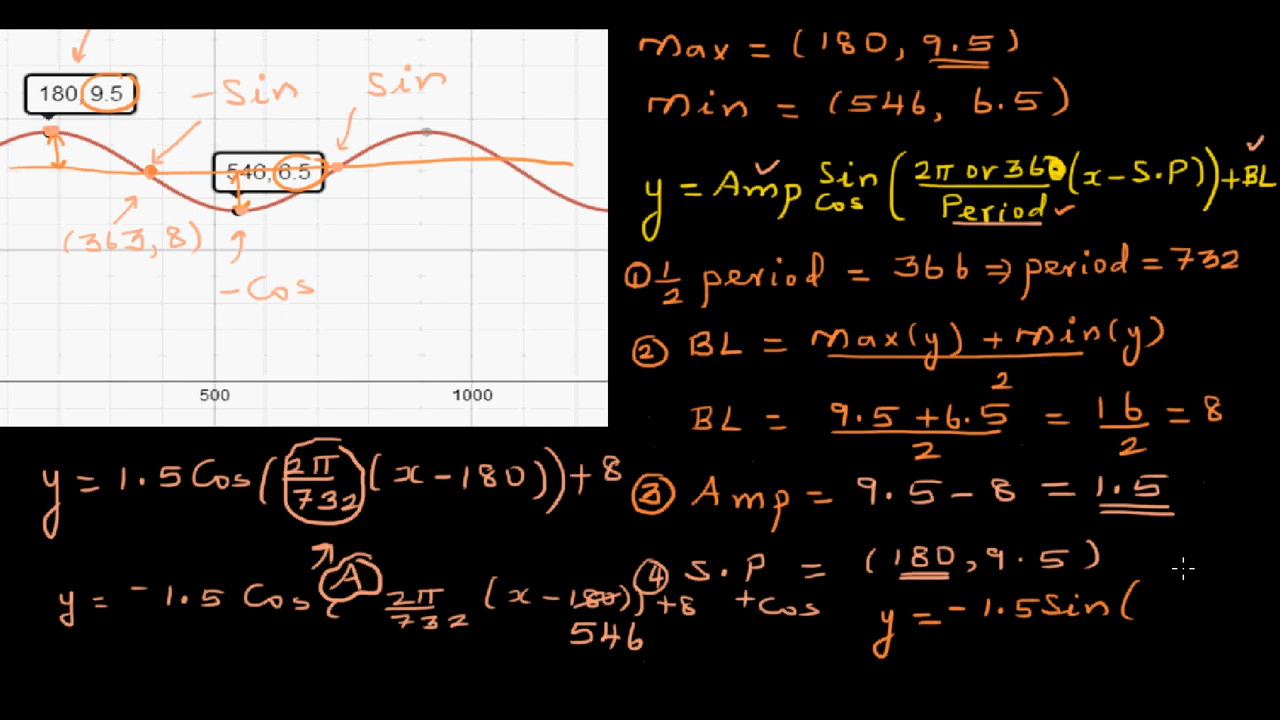 180, 9.5
- Sin
Sin
546, 6.5
(363, 8)
- Cos
500
1000
Max = (180, 9.5)
Min = (546, 6.5)
y = Amp Sin Cos (2π or 360/Period (x - S.P)) + BL
① 1/2 period = 366 ⇒ period = 732
② BL = Max(y) + Min(y)/2
BL = 9.5 + 6.5/2 = 16/2 = 8
③ Amp = 9.5 - 8 = 1.5
④ S.P = (180, 9.5)
+Cos
y = 1.5 Cos(2π/732 (x - 180)) + 8
A
y = -1.5 Cos( 2π/732 (x - 180)) + 8
546
y = -1.5 Sin(